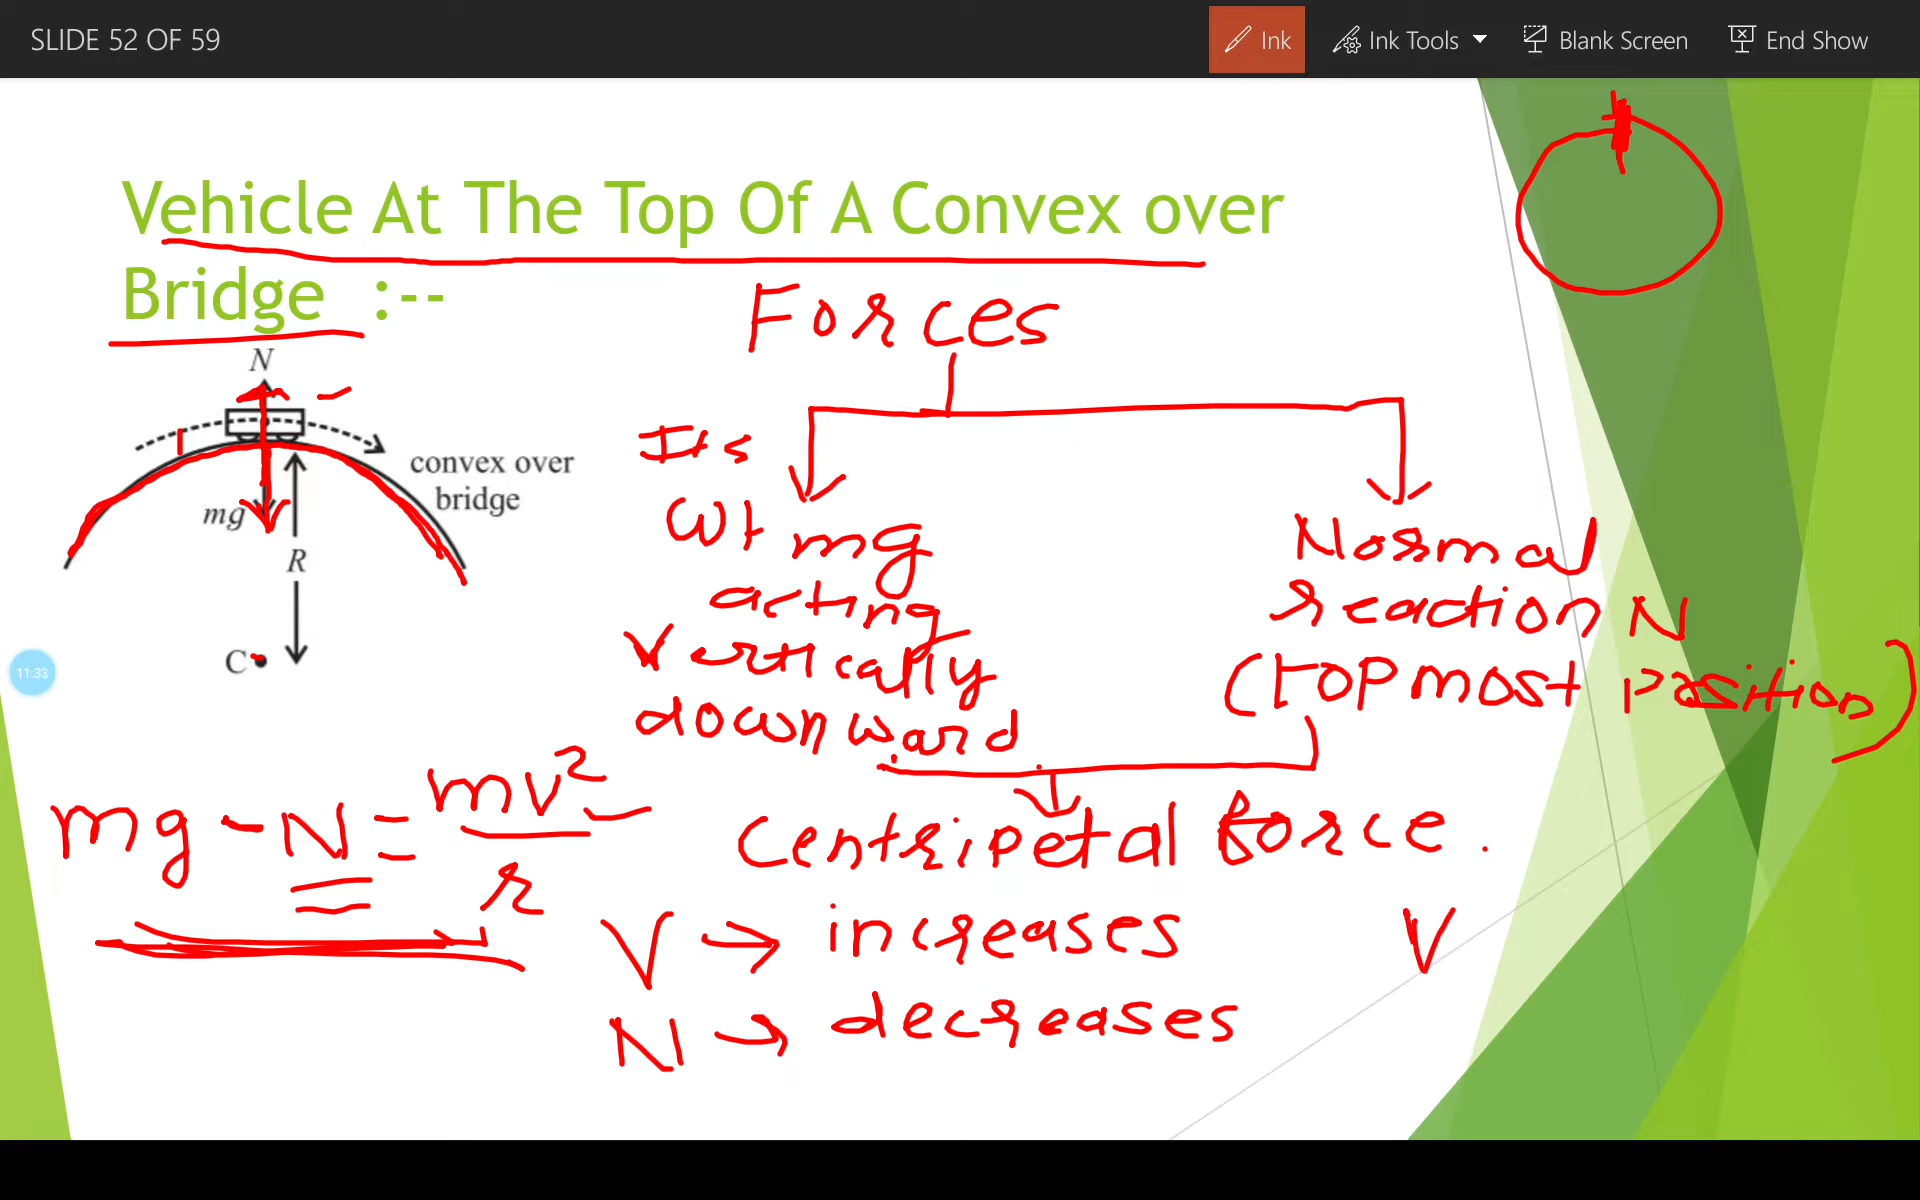 SLIDE 52 OF 59
Ink
Ink Tools
Blank Screen
End Show
Vehicle At The Top Of A Convex over
Bridge :--
Forces
N
convex over
bridge
mg
R
C
11:33
Its
Wt mg
acting
vertically
downward
Normal
reaction N
(topmost position)
mg - N = mv²
r
Centripetal force.
V → increases
V
N → decreases